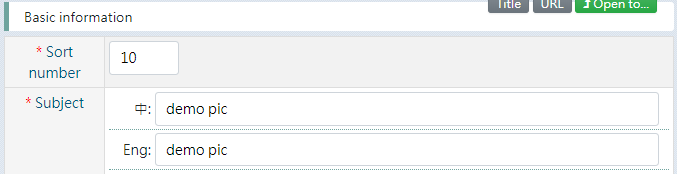 Title URL Open to...
Basic information
* Sort number 10
* Subject
中: demo pic
Eng: demo pic